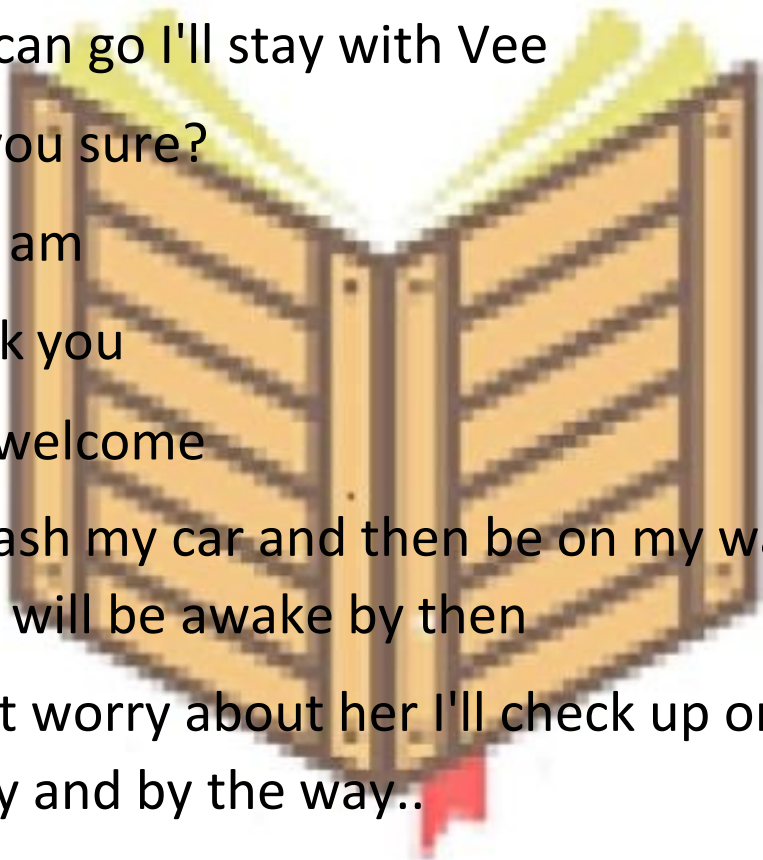 can go I'll stay with Vee
you sure?
am
k you
welcome
ash my car and then be on my wa
will be awake by then
t worry about her I'll check up o
y and by the way..